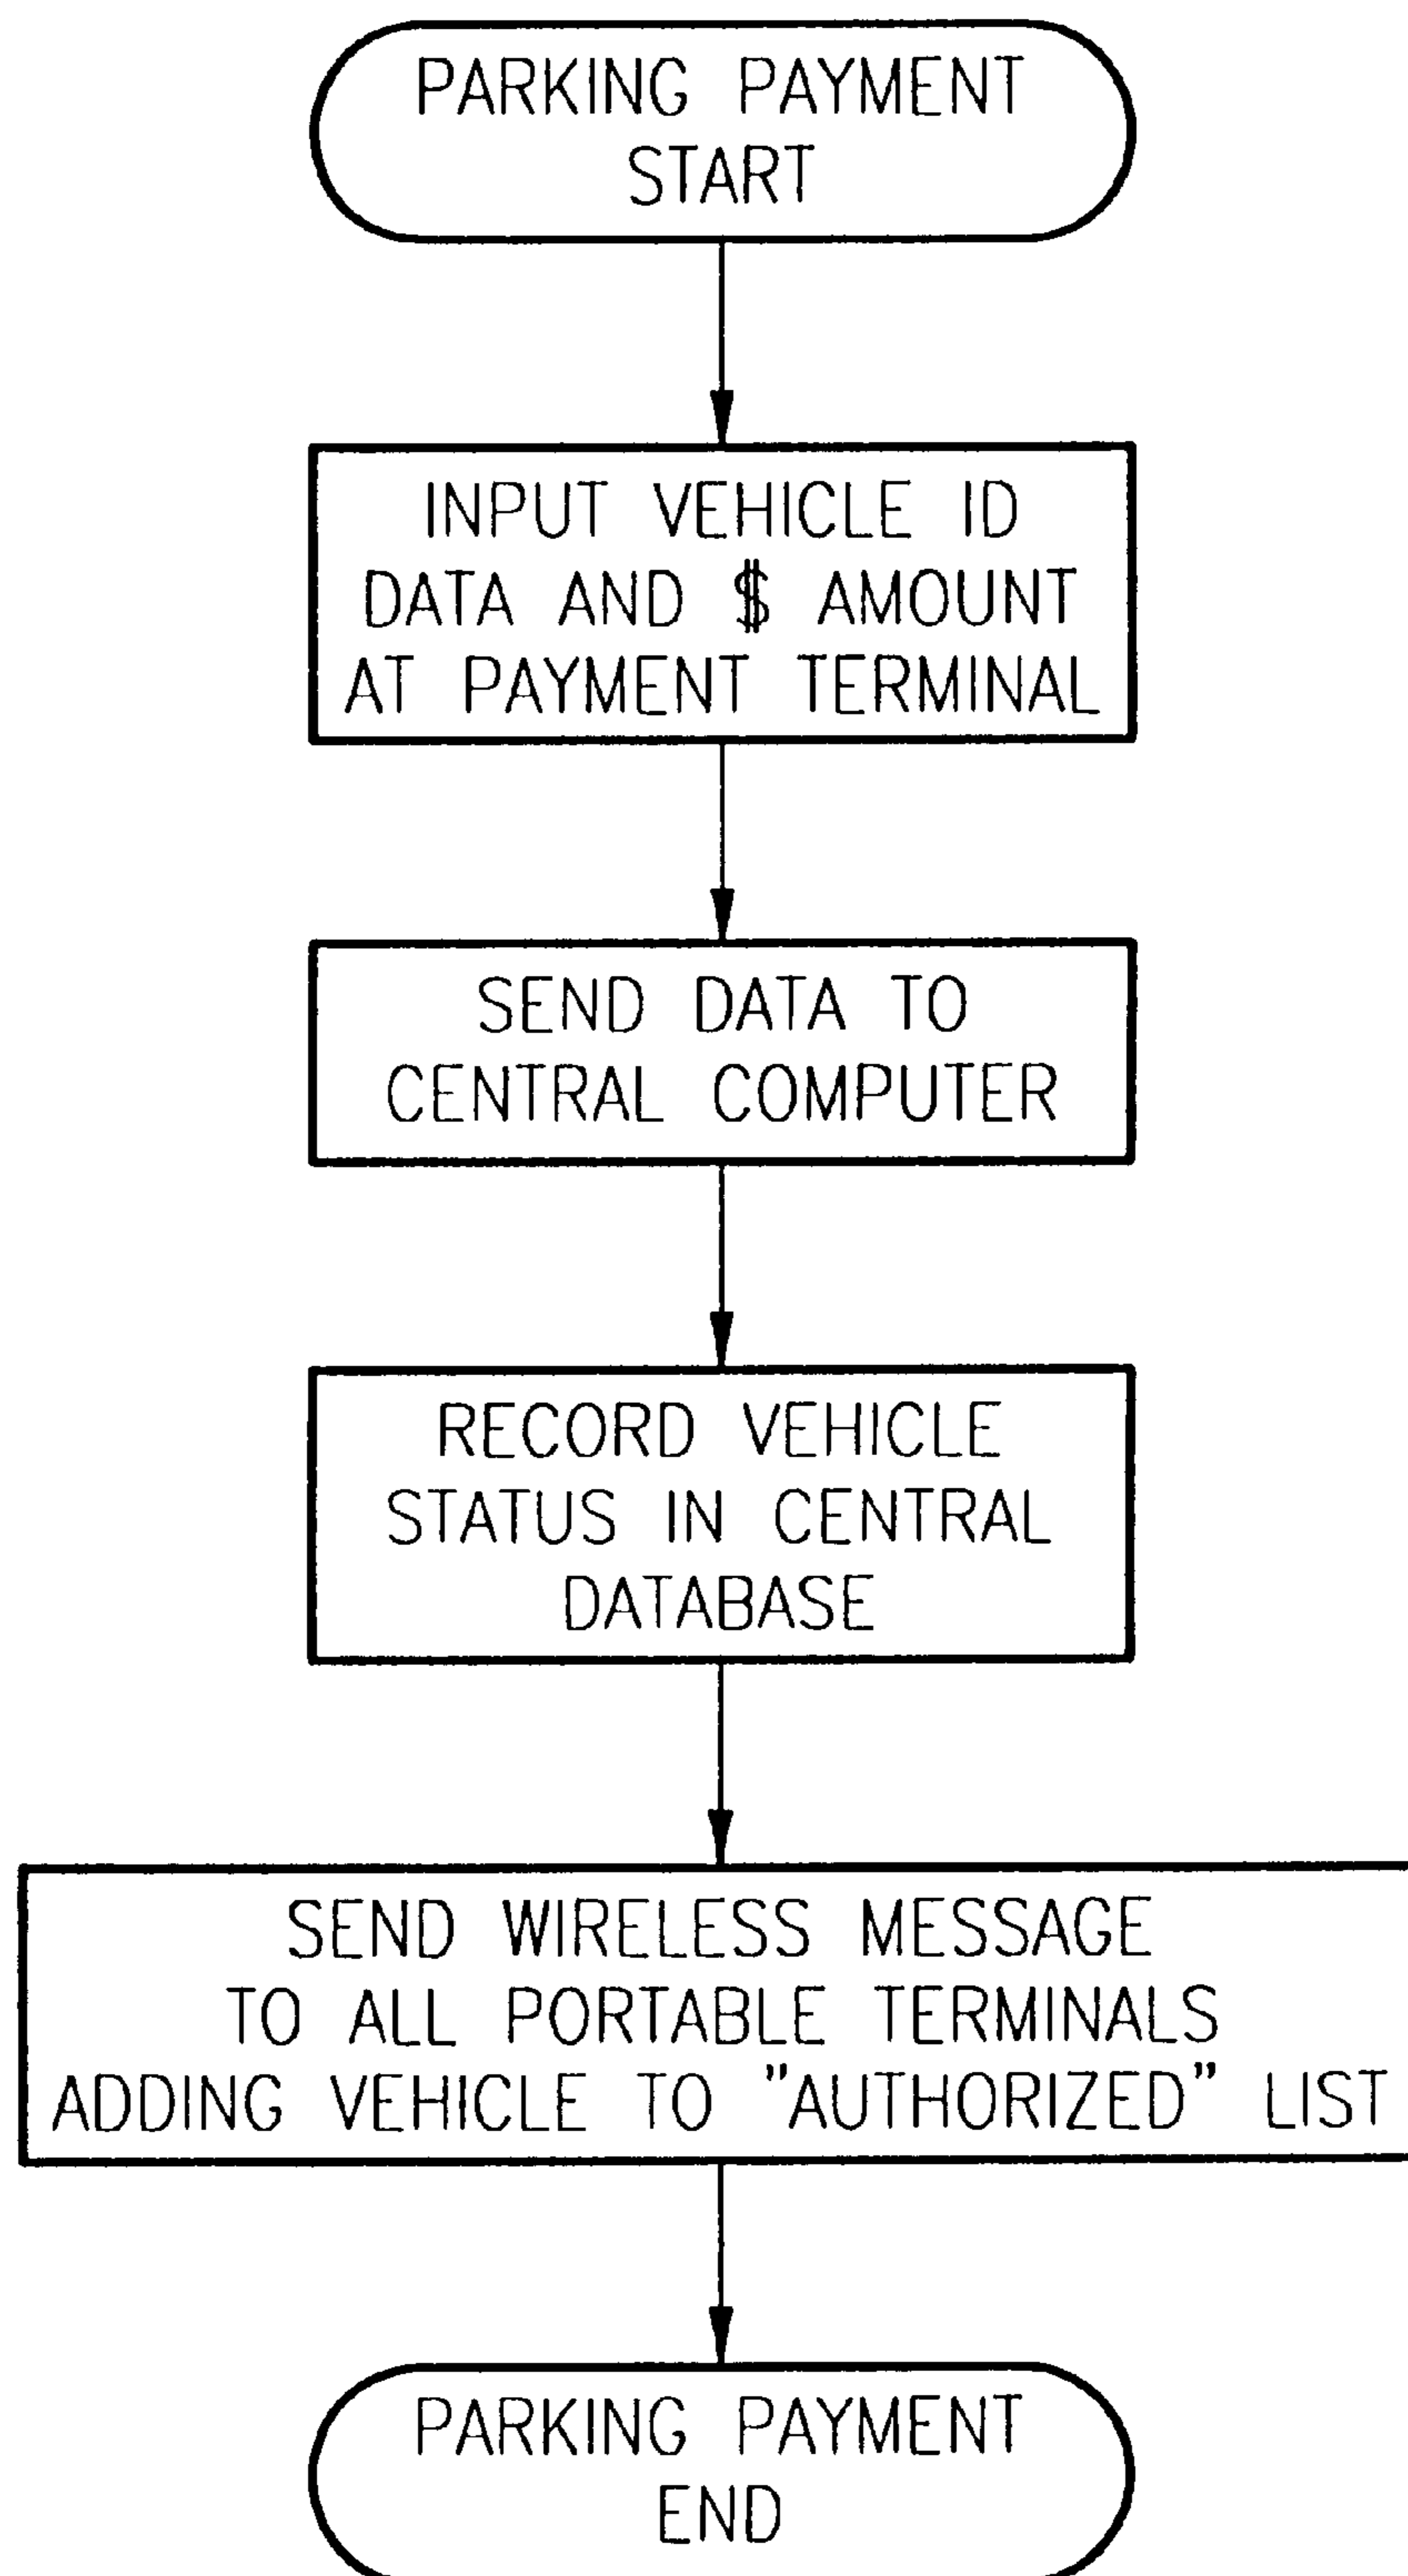 PARKING PAYMENT
START
INPUT VEHICLE ID
DATA AND $ AMOUNT
AT PAYMENT TERMINAL
SEND DATA TO
CENTRAL COMPUTER
RECORD VEHICLE
STATUS IN CENTRAL
DATABASE
SEND WIRELESS MESSAGE
TO ALL PORTABLE TERMINALS
ADDING VEHICLE TO "AUTHORIZED" LIST
PARKING PAYMENT
END